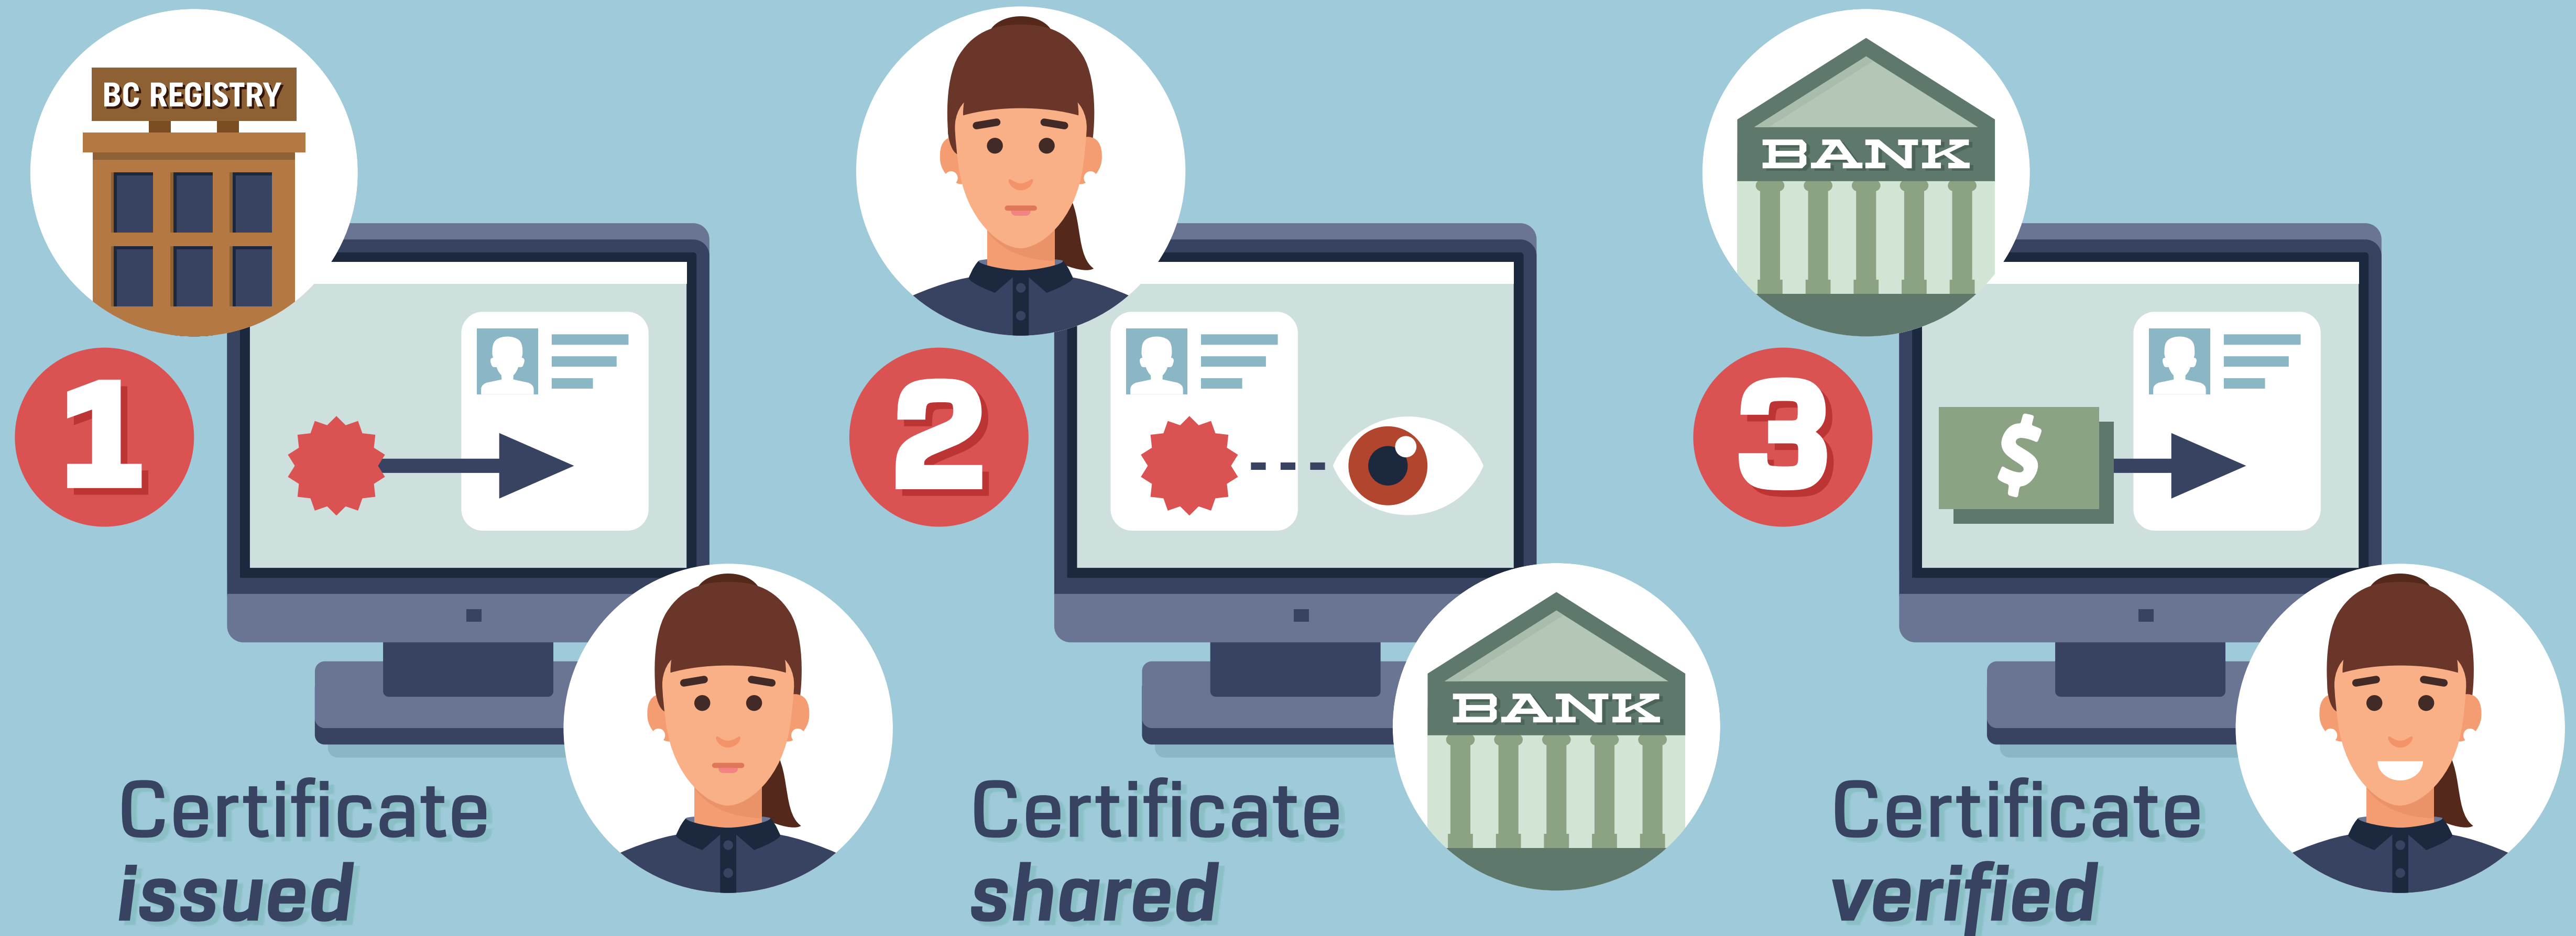 BC REGISTRY
1
Certificate
issued
2
BANK
Certificate
shared
BANK
3
$
Certificate
verified